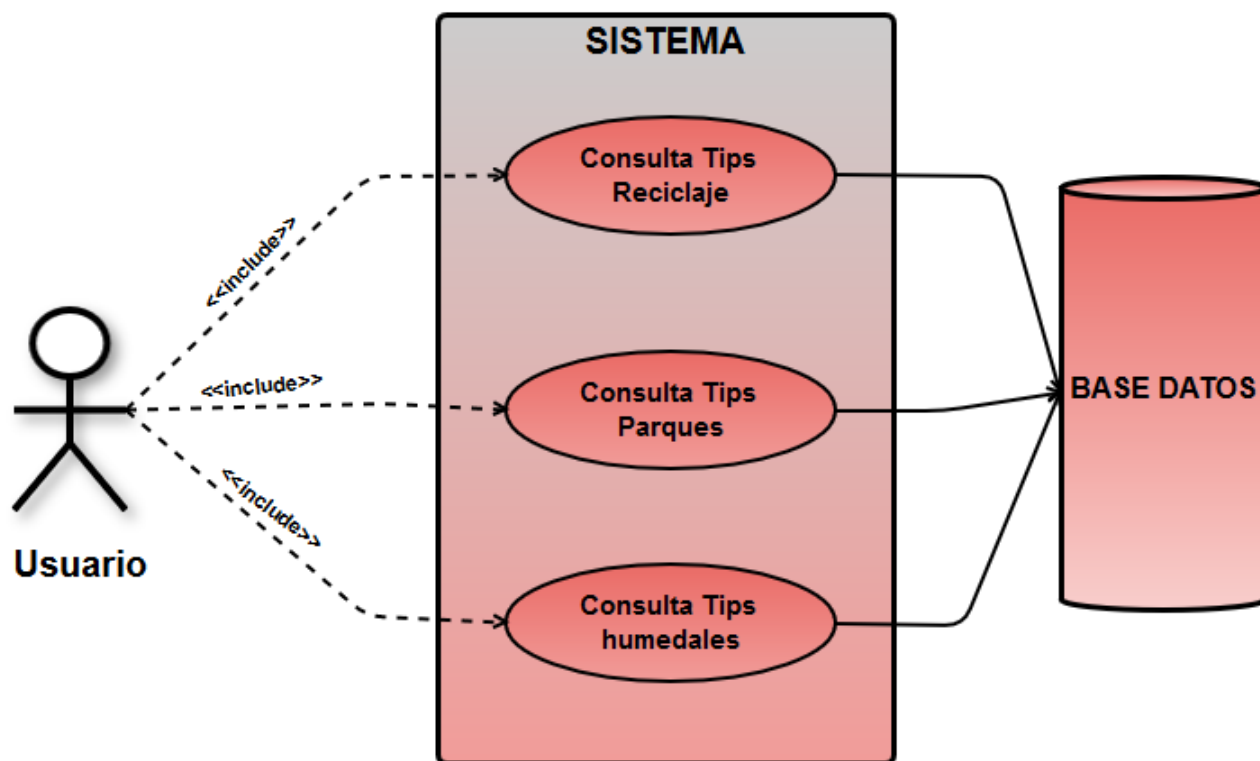 SISTEMA
Consulta Tips
Reciclaje
<<include>>
<<include>>
Consulta Tips
Parques
BASE DATOS
<<include>>
Usuario
Consulta Tips
humedales